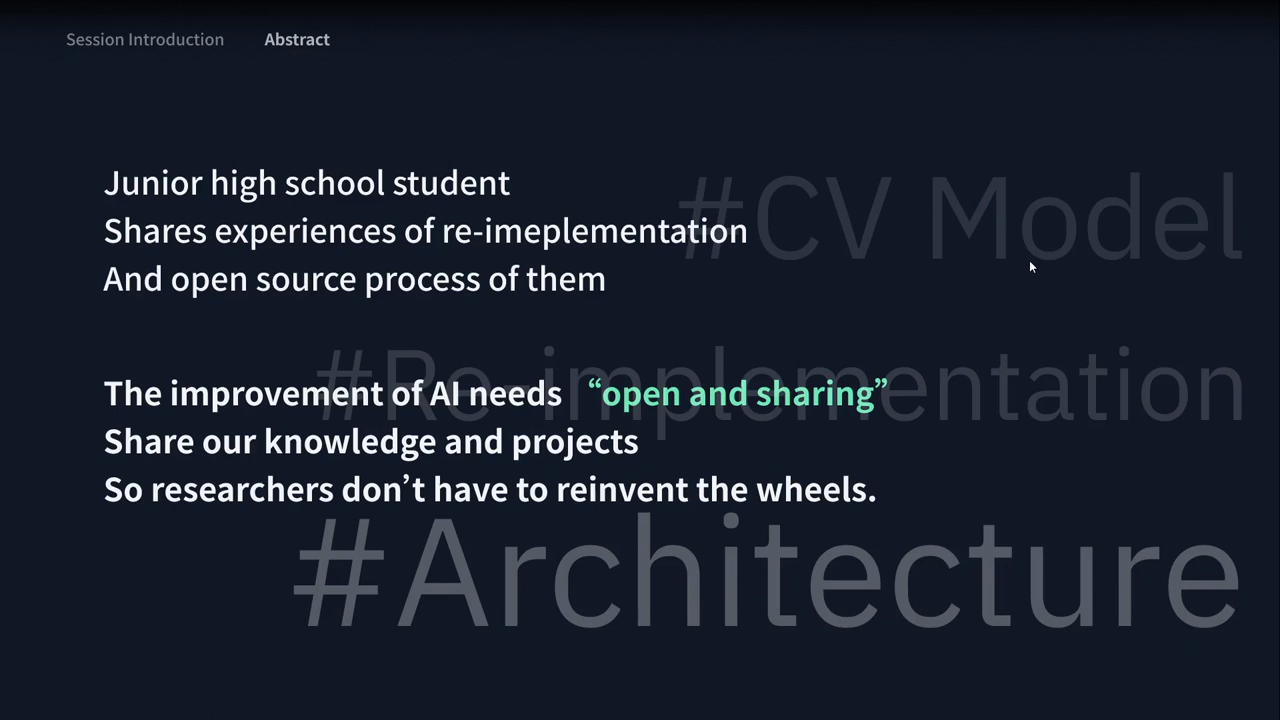 Session Introduction Abstract
Junior high school student
Shares experiences of re-imeplementation
And open source process of them
#CV Model
#Re-implementation
The improvement of AI needs “open and sharing”
Share our knowledge and projects
So researchers don’t have to reinvent the wheels.
#Architecture